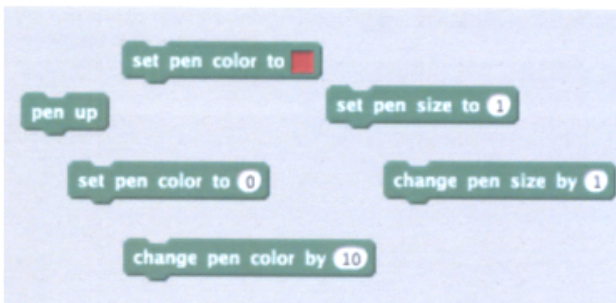 set pen color to
pen up
set pen size to 1
set pen color to 0
change pen size by 1
change pen color by 10